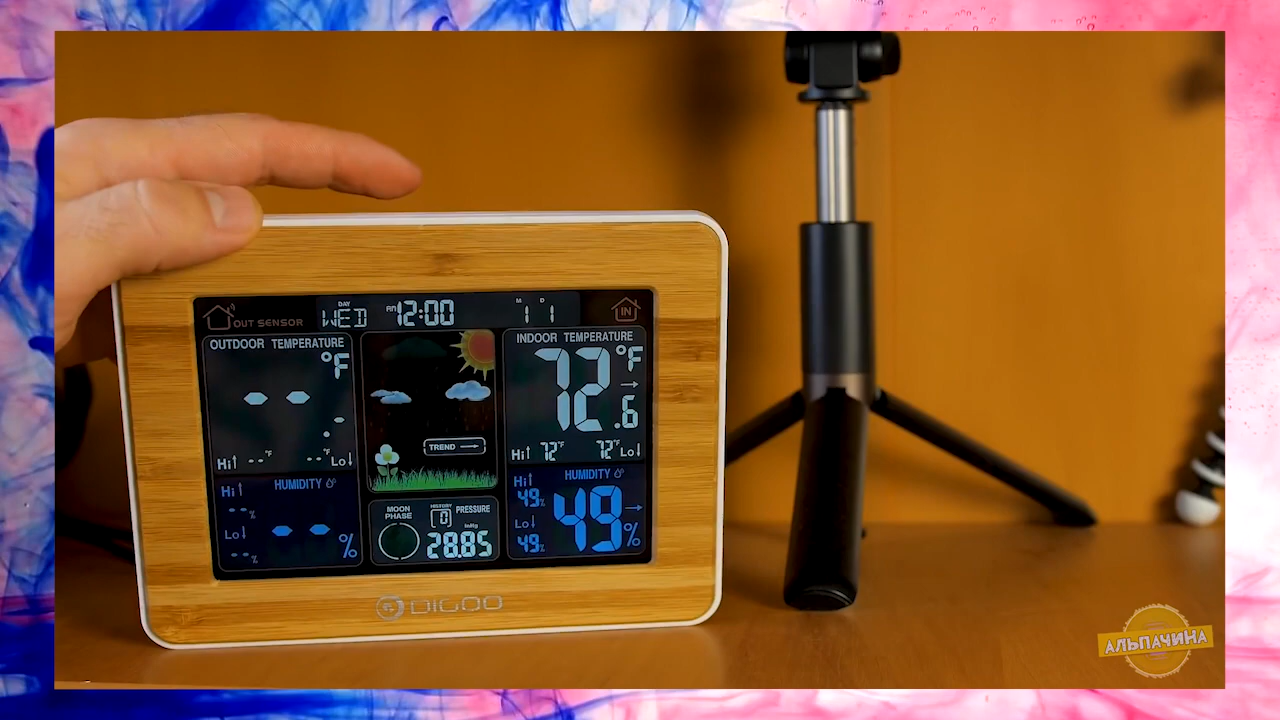 OUT SENSOR
DAY
WED
AM 12:00
M D
1 1
IN
OUTDOOR TEMPERATURE
°F
-- .-
Hi --°F --°F Lo
HUMIDITY
Hi
--%
Lo
--%
-- %
TREND
MOON PHASE
HISTORY
0
PRESSURE
inHg
28.85
INDOOR TEMPERATURE
72.6 °F
Hi 72°F 72°F Lo
HUMIDITY
Hi
49%
Lo
49%
49 %
DIGOO
АЛЬПАЧИНА